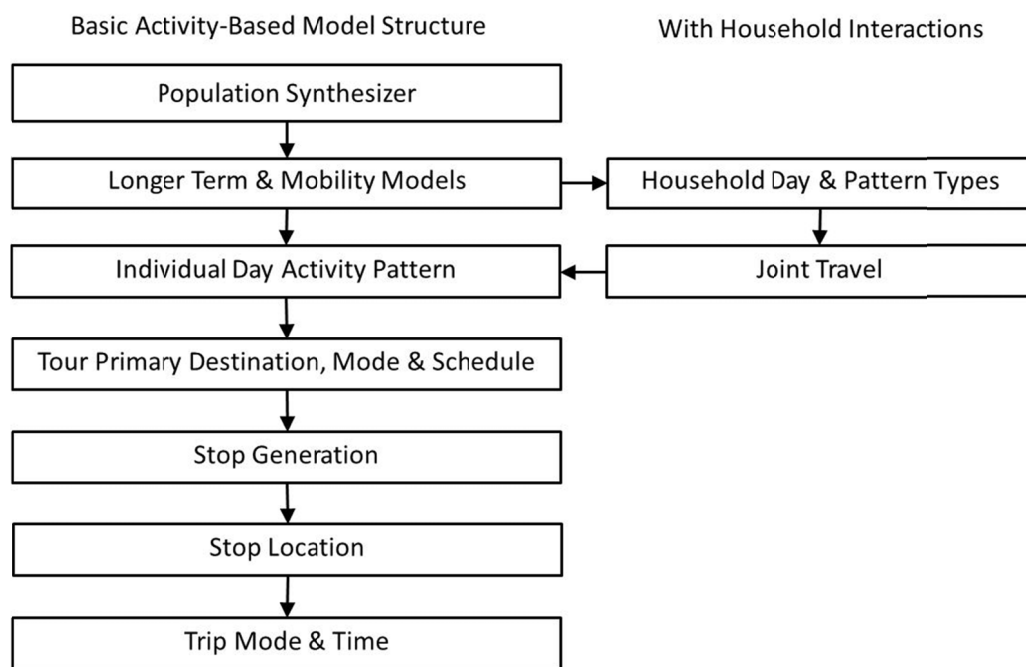 Basic Activity-Based Model Structure
With Household Interactions
Population Synthesizer
Longer Term & Mobility Models
Household Day & Pattern Types
Individual Day Activity Pattern
Joint Travel
Tour Primary Destination, Mode & Schedule
Stop Generation
Stop Location
Trip Mode & Time